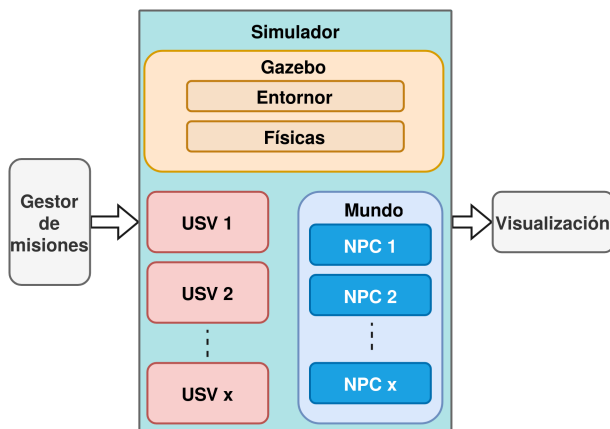 Simulador
Gazebo
Entornor
Físicas
Gestor
de
misiones
USV 1
USV 2
USV x
Mundo
NPC 1
NPC 2
NPC x
Visualización